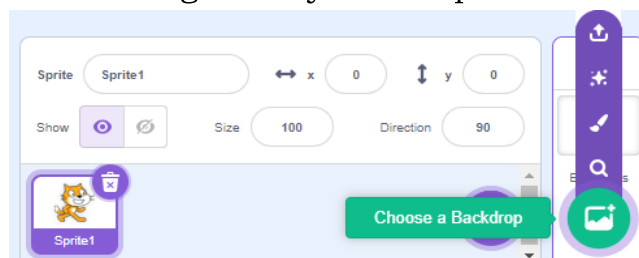 Sprite Sprite1 x 0 y 0
Show Size 100 Direction 90
Choose a Backdrop
Sprite1